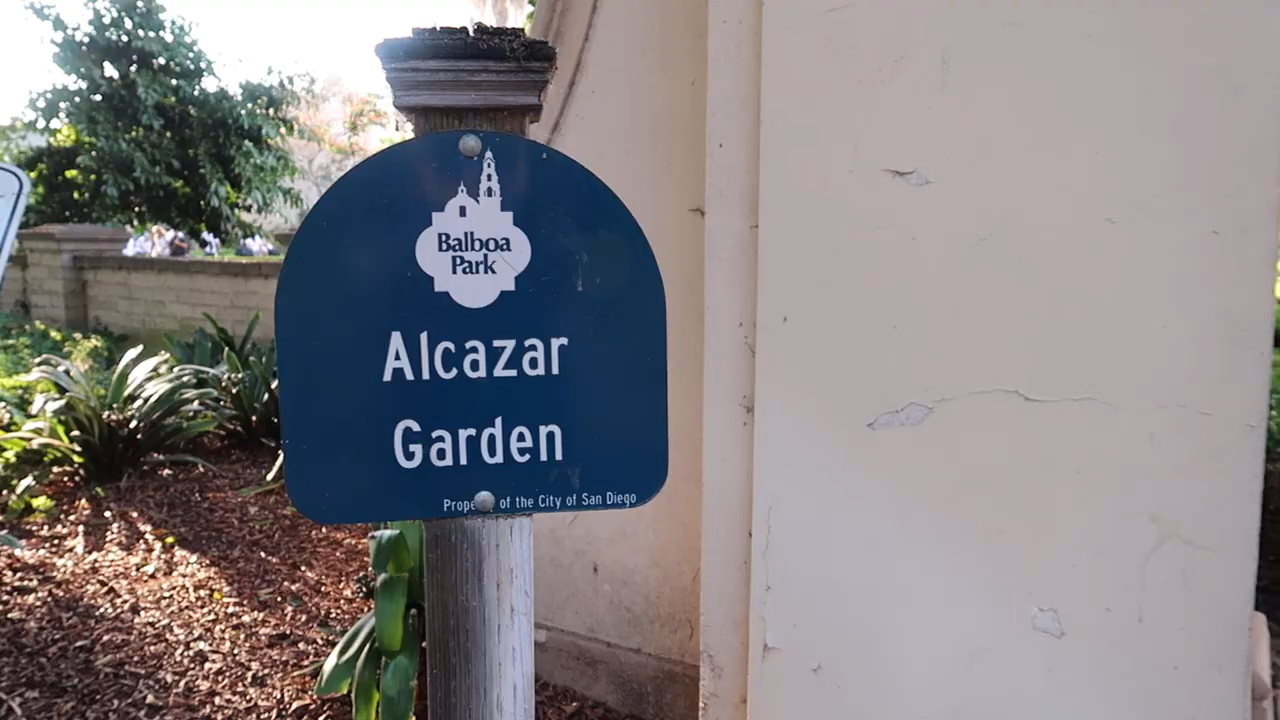 Balboa
Park
Alcazar
Garden
Prope of the City of San Diego